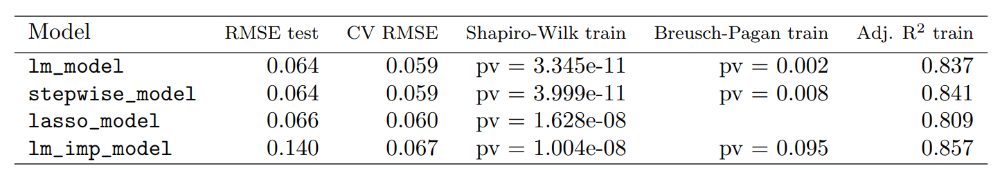 Model RMSE test CV RMSE Shapiro-Wilk train Breusch-Pagan train Adj. R² train
lm_model 0.064 0.059 pv = 3.345e-11 pv = 0.002 0.837
stepwise_model 0.064 0.059 pv = 3.999e-11 pv = 0.008 0.841
lasso_model 0.066 0.060 pv = 1.628e-08 0.809
lm_imp_model 0.140 0.067 pv = 1.004e-08 pv = 0.095 0.857